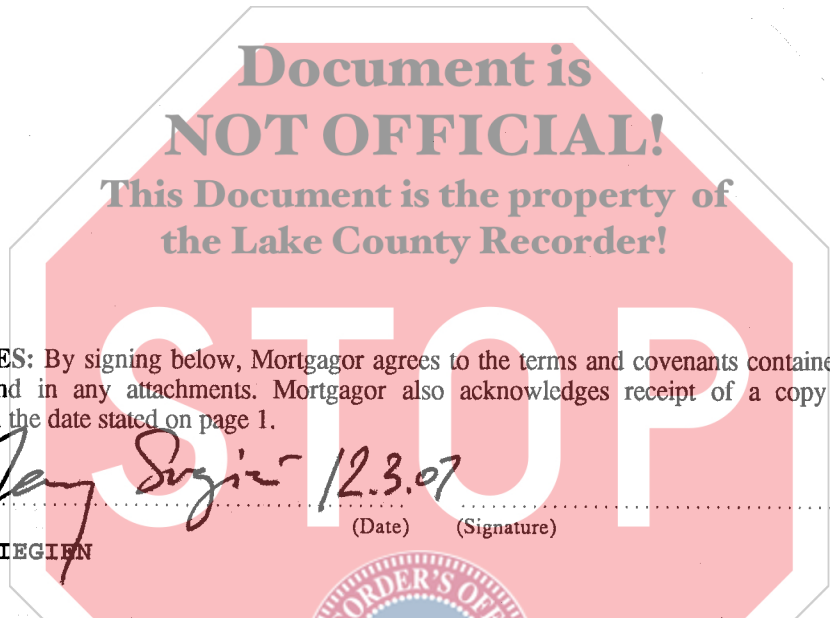 Document is
NOT OFFICIAL!
This Document is the property of
the Lake County Recorder!
STOP
ES: By signing below, Mortgagor agrees to the terms and covenants containe
nd in any attachments. Mortgagor also acknowledges receipt of a copy
the date stated on page 1.
12.3.07
(Date) (Signature)
IEGIEN
ORDER'S OF